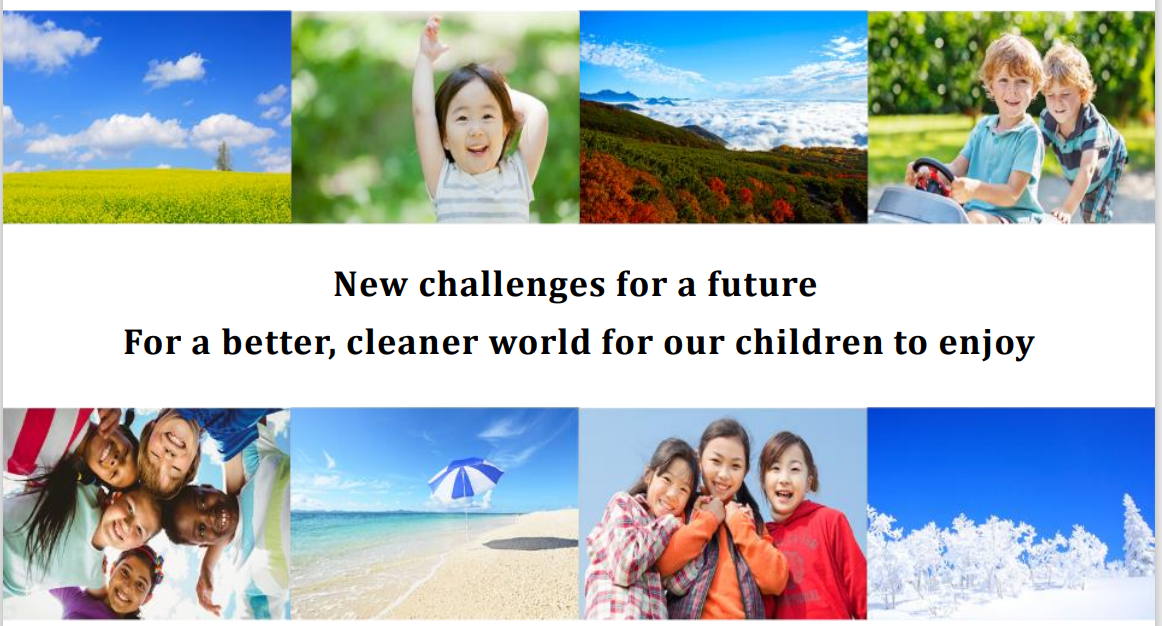 New challenges for a future
For a better, cleaner world for our children to enjoy